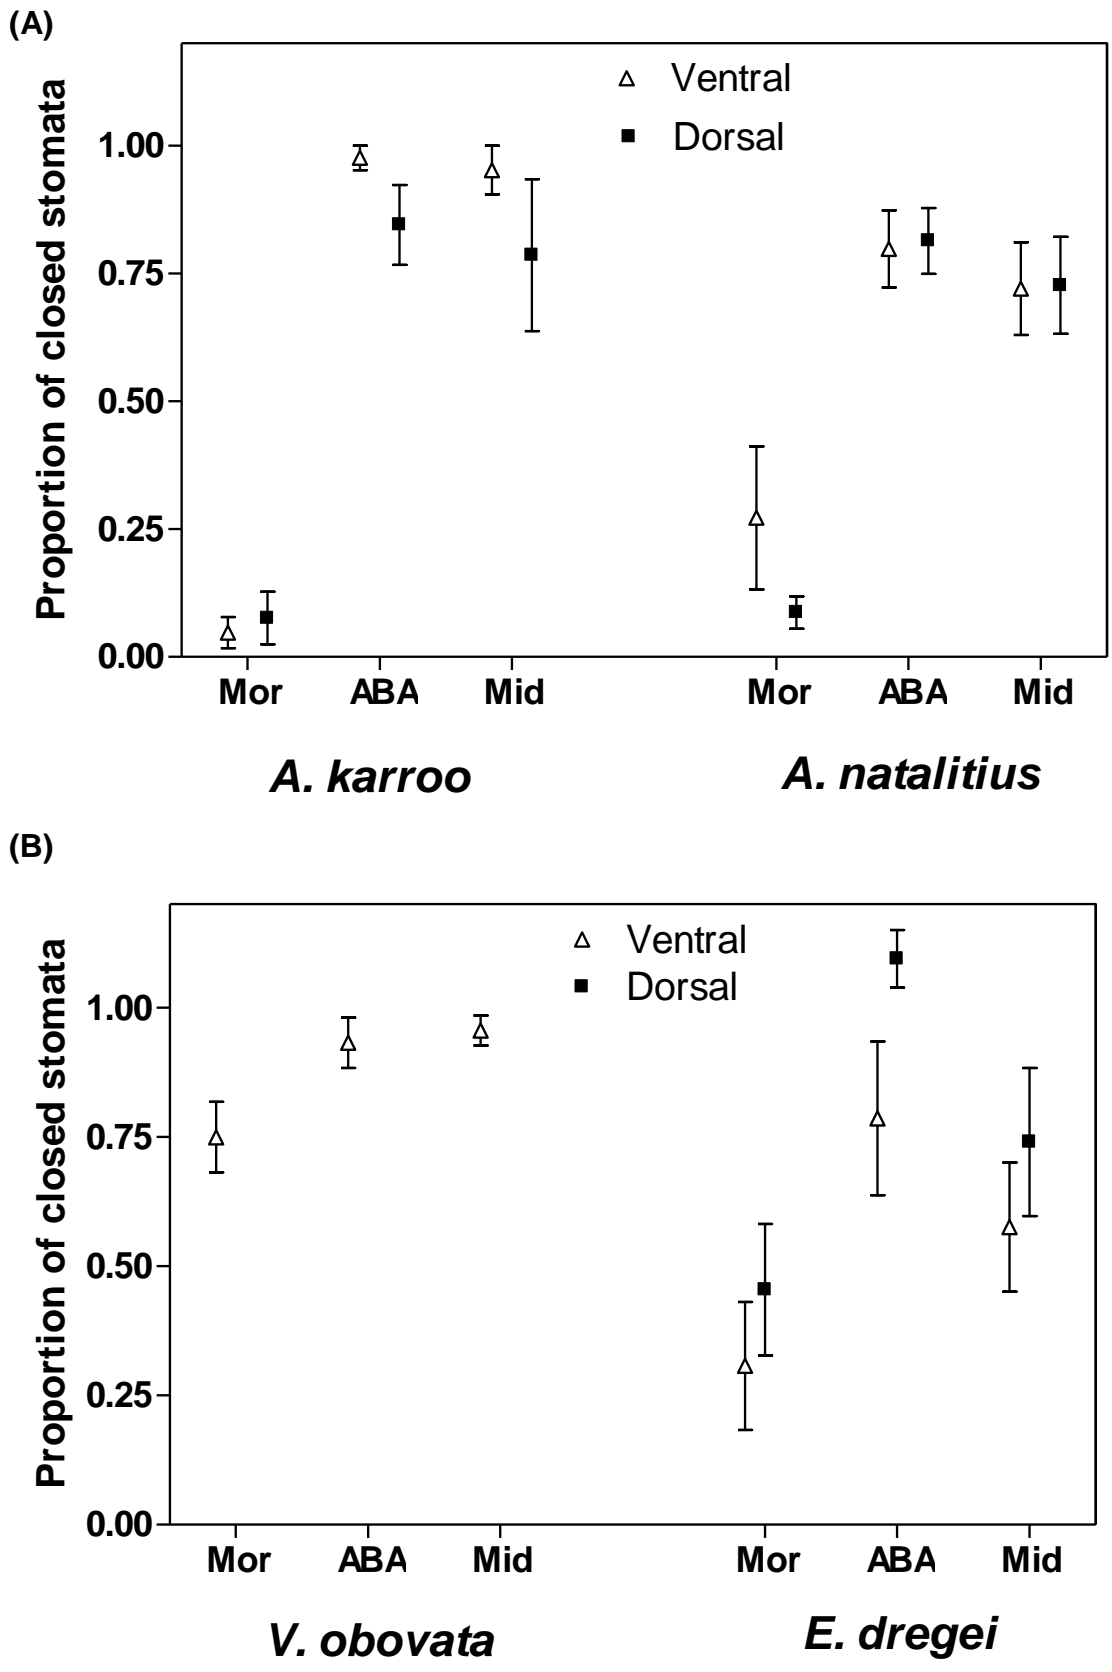 (A)
Proportion of closed stomata
Ventral
Dorsal
1.00
0.75
0.50
0.25
0.00
Mor ABA Mid Mor ABA Mid
A. karroo A. natalitius
(B)
Proportion of closed stomata
Ventral
Dorsal
1.00
0.75
0.50
0.25
0.00
Mor ABA Mid Mor ABA Mid
V. obovata E. dregei